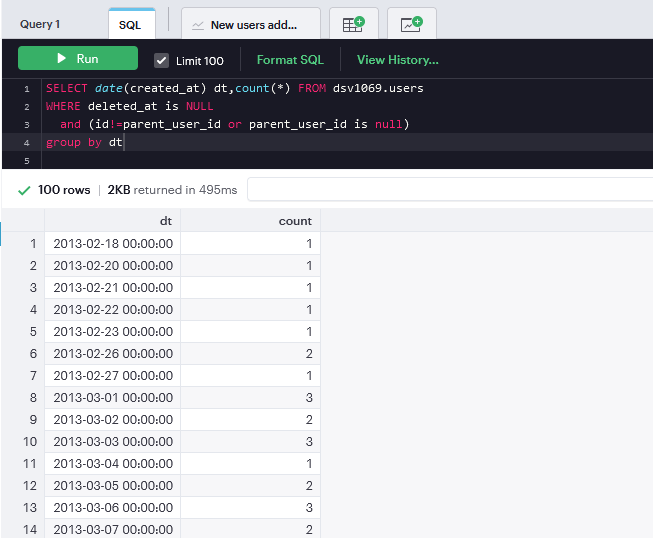 Query 1 SQL New users add...
Run Limit 100 Format SQL View History...
1 SELECT date(created_at) dt,count(*) FROM dsv1069.users
2 WHERE deleted_at is NULL
3 and (id!=parent_user_id or parent_user_id is null)
4 group by dt
5
100 rows | 2KB returned in 495ms
dt count
1 2013-02-18 00:00:00 1
2 2013-02-20 00:00:00 1
3 2013-02-21 00:00:00 1
4 2013-02-22 00:00:00 1
5 2013-02-23 00:00:00 1
6 2013-02-26 00:00:00 2
7 2013-02-27 00:00:00 1
8 2013-03-01 00:00:00 3
9 2013-03-02 00:00:00 2
10 2013-03-03 00:00:00 3
11 2013-03-04 00:00:00 1
12 2013-03-05 00:00:00 2
13 2013-03-06 00:00:00 3
14 2013-03-07 00:00:00 2